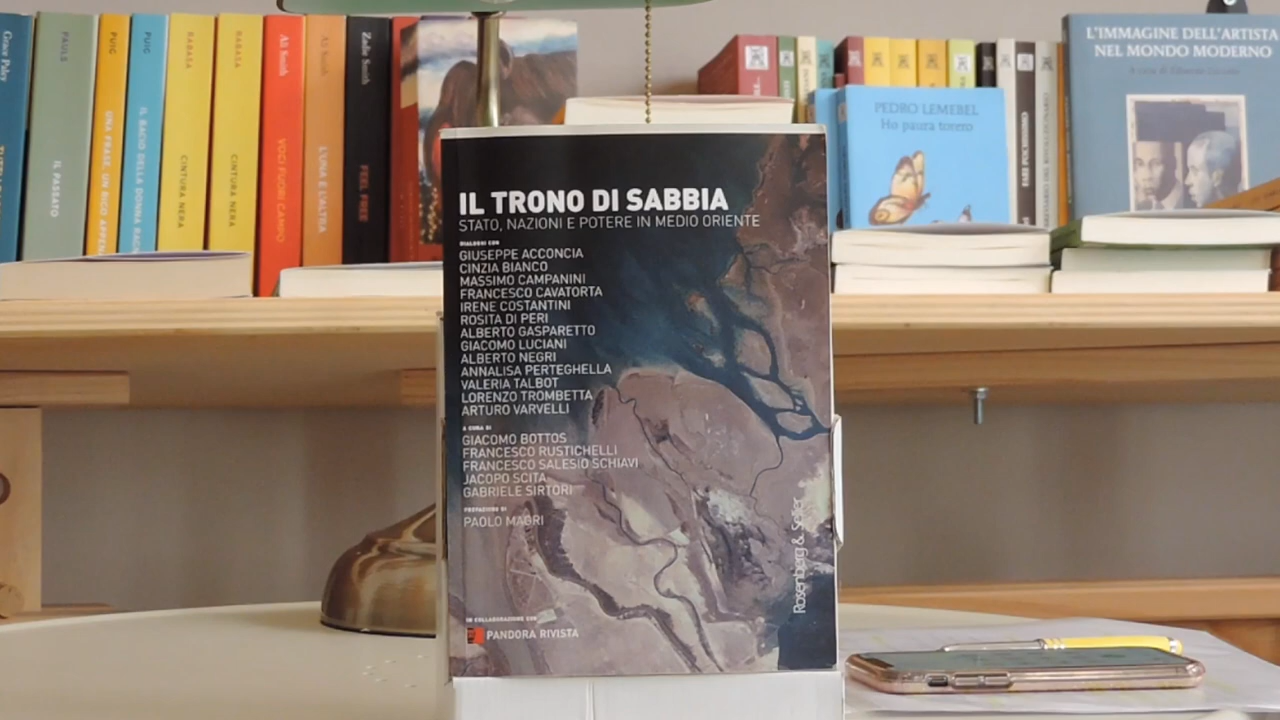 Grace Paley
PAULS
IL PASSATO
PUIG
PUIG
IL BACIO DELLA DONNA RAGNO
RABASA
CINTURA NERA
RABASA
CINTURA NERA
Ali Smith
VOCI FUORI CAMPO
Ali Smith
L'UNA E L'ALTRA
Zadie Smith
FEEL FREE
PEDRO LEMEBEL
Ho paura torero
L'IMMAGINE DELL'ARTISTA
NEL MONDO MODERNO
IL TRONO DI SABBIA
STATO, NAZIONI E POTERE IN MEDIO ORIENTE
DIALOGHI CON
GIUSEPPE ACCONCIA
CINZIA BIANCO
MASSIMO CAMPANINI
FRANCESCO CAVATORTA
IRENE COSTANTINI
ROSITA DI PERI
ALBERTO GASPARETTO
GIACOMO LUCIANI
ALBERTO NEGRI
ANNALISA PERTEGHELLA
VALERIA TALBOT
LORENZO TROMBETTA
ARTURO VARVELLI
A CURA DI
GIACOMO BOTTOS
FRANCESCO RUSTICHELLI
FRANCESCO SALESIO SCHIAVI
JACOPO SCITA
GABRIELE SIRTORI
PREFAZIONE DI
PAOLO MAGRI
IN COLLABORAZIONE CON
PANDORA RIVISTA
Rosenberg & Sellier